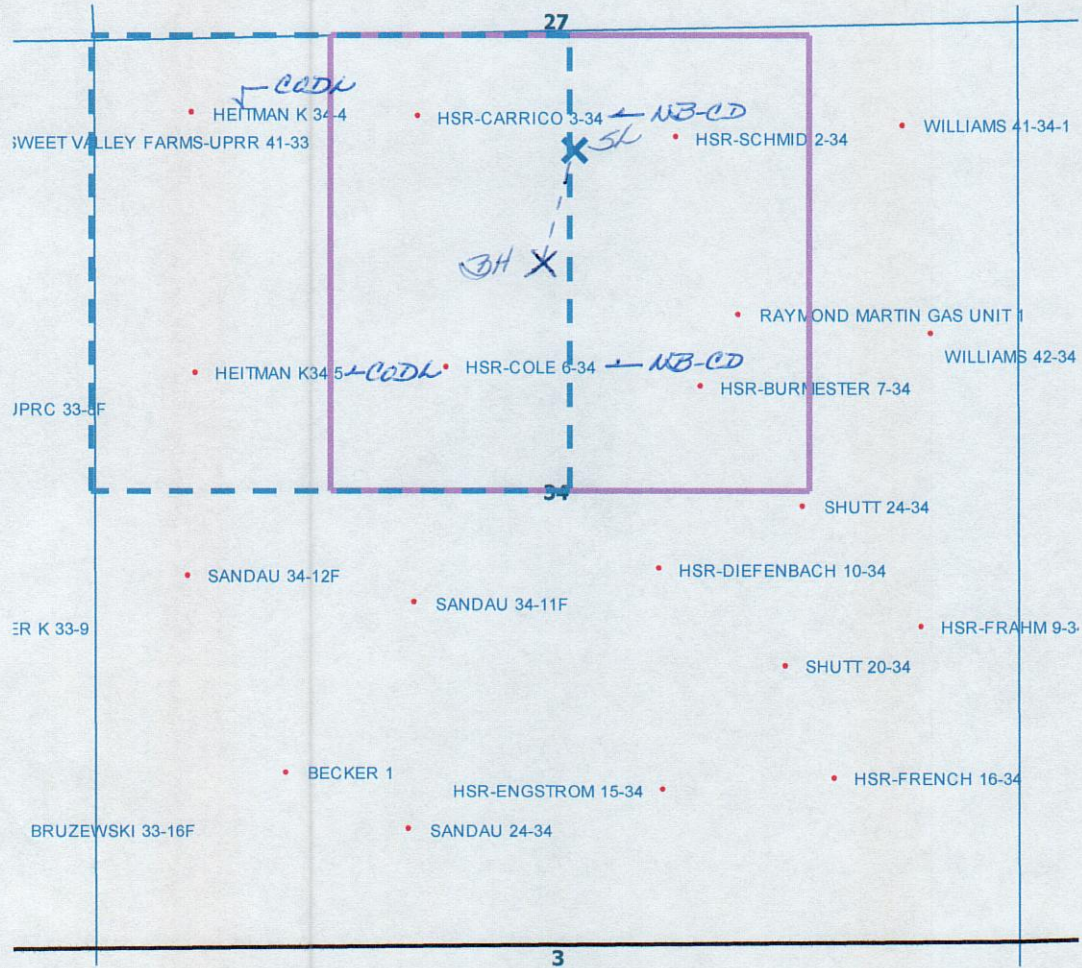 27
CODL
HEITMAN K 34-4
HSR-CARRICO 3-34 ← NB-CD
WILLIAMS 41-34-1
SWEET VALLEY FARMS-UPRR 41-33
SL
HSR-SCHMID 2-34
BH
RAYMOND MARTIN GAS UNIT 1
WILLIAMS 42-34
HEITMAN K34-5 ← CODL
HSR-COLE 6-34 ← NB-CD
HSR-BURMESTER 7-34
UPRC 33-8F
34
SHUTT 24-34
SANDAU 34-12F
HSR-DIEFENBACH 10-34
SANDAU 34-11F
ER K 33-9
HSR-FRAHM 9-34
SHUTT 20-34
BECKER 1
HSR-ENGSTROM 15-34
HSR-FRENCH 16-34
BRUZEWSKI 33-16F
SANDAU 24-34
3